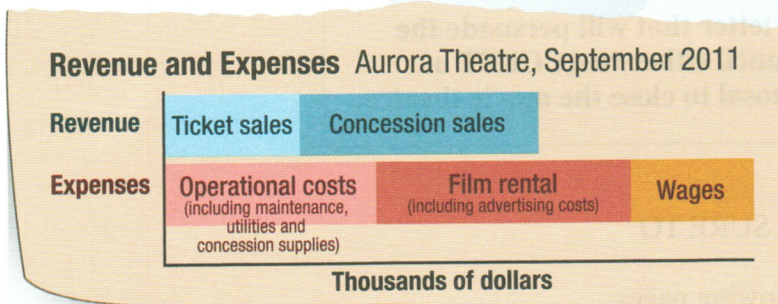 Revenue and Expenses Aurora Theatre, September 2011
Revenue Ticket sales Concession sales
Expenses Operational costs Film rental Wages
(including maintenance, (including advertising costs)
utilities and
concession supplies)
Thousands of dollars